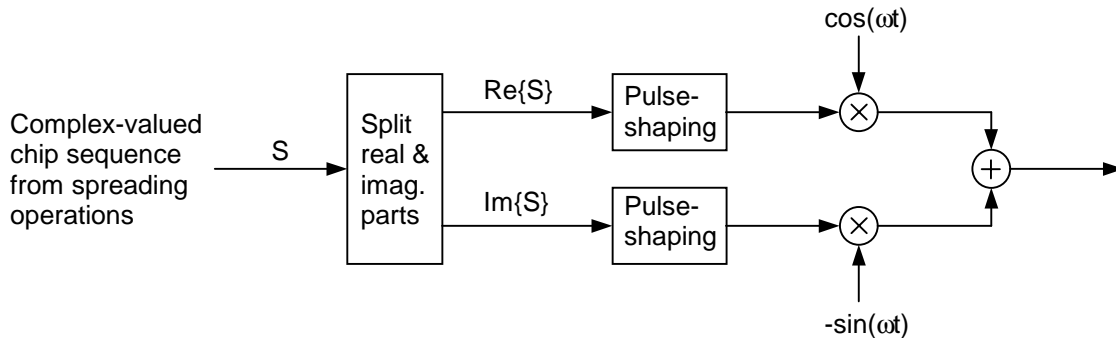 cos(ωt)
Complex-valued
chip sequence
from spreading
operations
S
Split
real &
imag.
parts
Re{S}
Pulse-
shaping
Im{S}
Pulse-
shaping
-sin(ωt)